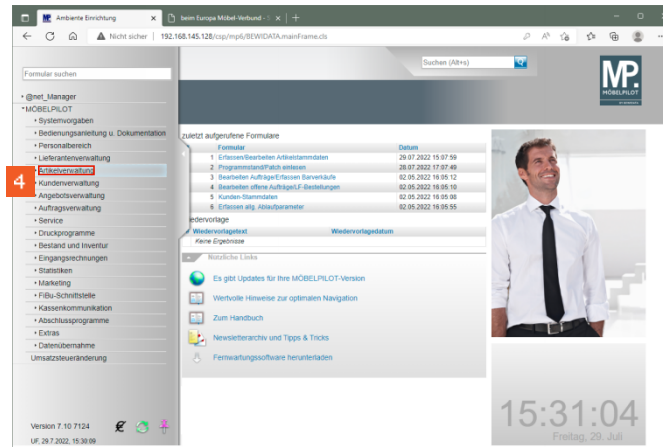 Ambiente Einrichtung
beim Europa Möbel-Verbund -
Nicht sicher | 192.168.145.128/csp/mp6/BEWIDATA.mainFrame.cls
Suchen (Alt+s)
Formular suchen
MP.
MÖBELPILOT
@net_Manager
MÖBELPILOT
Systemvorgaben
Bedienungsanleitung u. Dokumentation
Personalbereich
Lieferantenverwaltung
Artikelverwaltung
4
Kundenverwaltung
Angebotsverwaltung
Auftragsverwaltung
Service
Druckprogramme
Bestand und Inventur
Eingangsrechnungen
Statistiken
Marketing
FiBu-Schnittstelle
Kassenkommunikation
Abschlussprogramme
Extras
Datenübernahme
Umsatzsteueränderung
Version 7.10 7124
UF, 29.7.2022, 15:30:09
zuletzt aufgerufene Formulare
Formular Datum
1 Erfassen/Bearbeiten Artikelstammdaten 29.07.2022 15:07:59
2 Programmstand/Patch einlesen 28.07.2022 17:07:49
3 Bearbeiten Aufträge/Erfassen Barverkäufe 02.05.2022 16:05:12
4 Bearbeiten offene Aufträge/LF-Bestellungen 02.05.2022 16:05:10
5 Kunden-Stammdaten 02.05.2022 16:05:08
6 Erfassen allg. Ablaufparameter 02.05.2022 16:05:55
iedervorlage
Wiedervorlagetext Wiedervorlagedatum
Keine Ergebnisse
Nützliche Links
Es gibt Updates für Ihre MÖBELPILOT-Version
Wertvolle Hinweise zur optimalen Navigation
Zum Handbuch
Newsletterarchiv und Tipps & Tricks
Fernwartungssoftware herunterladen
15:31:04
Freitag, 29. Juli